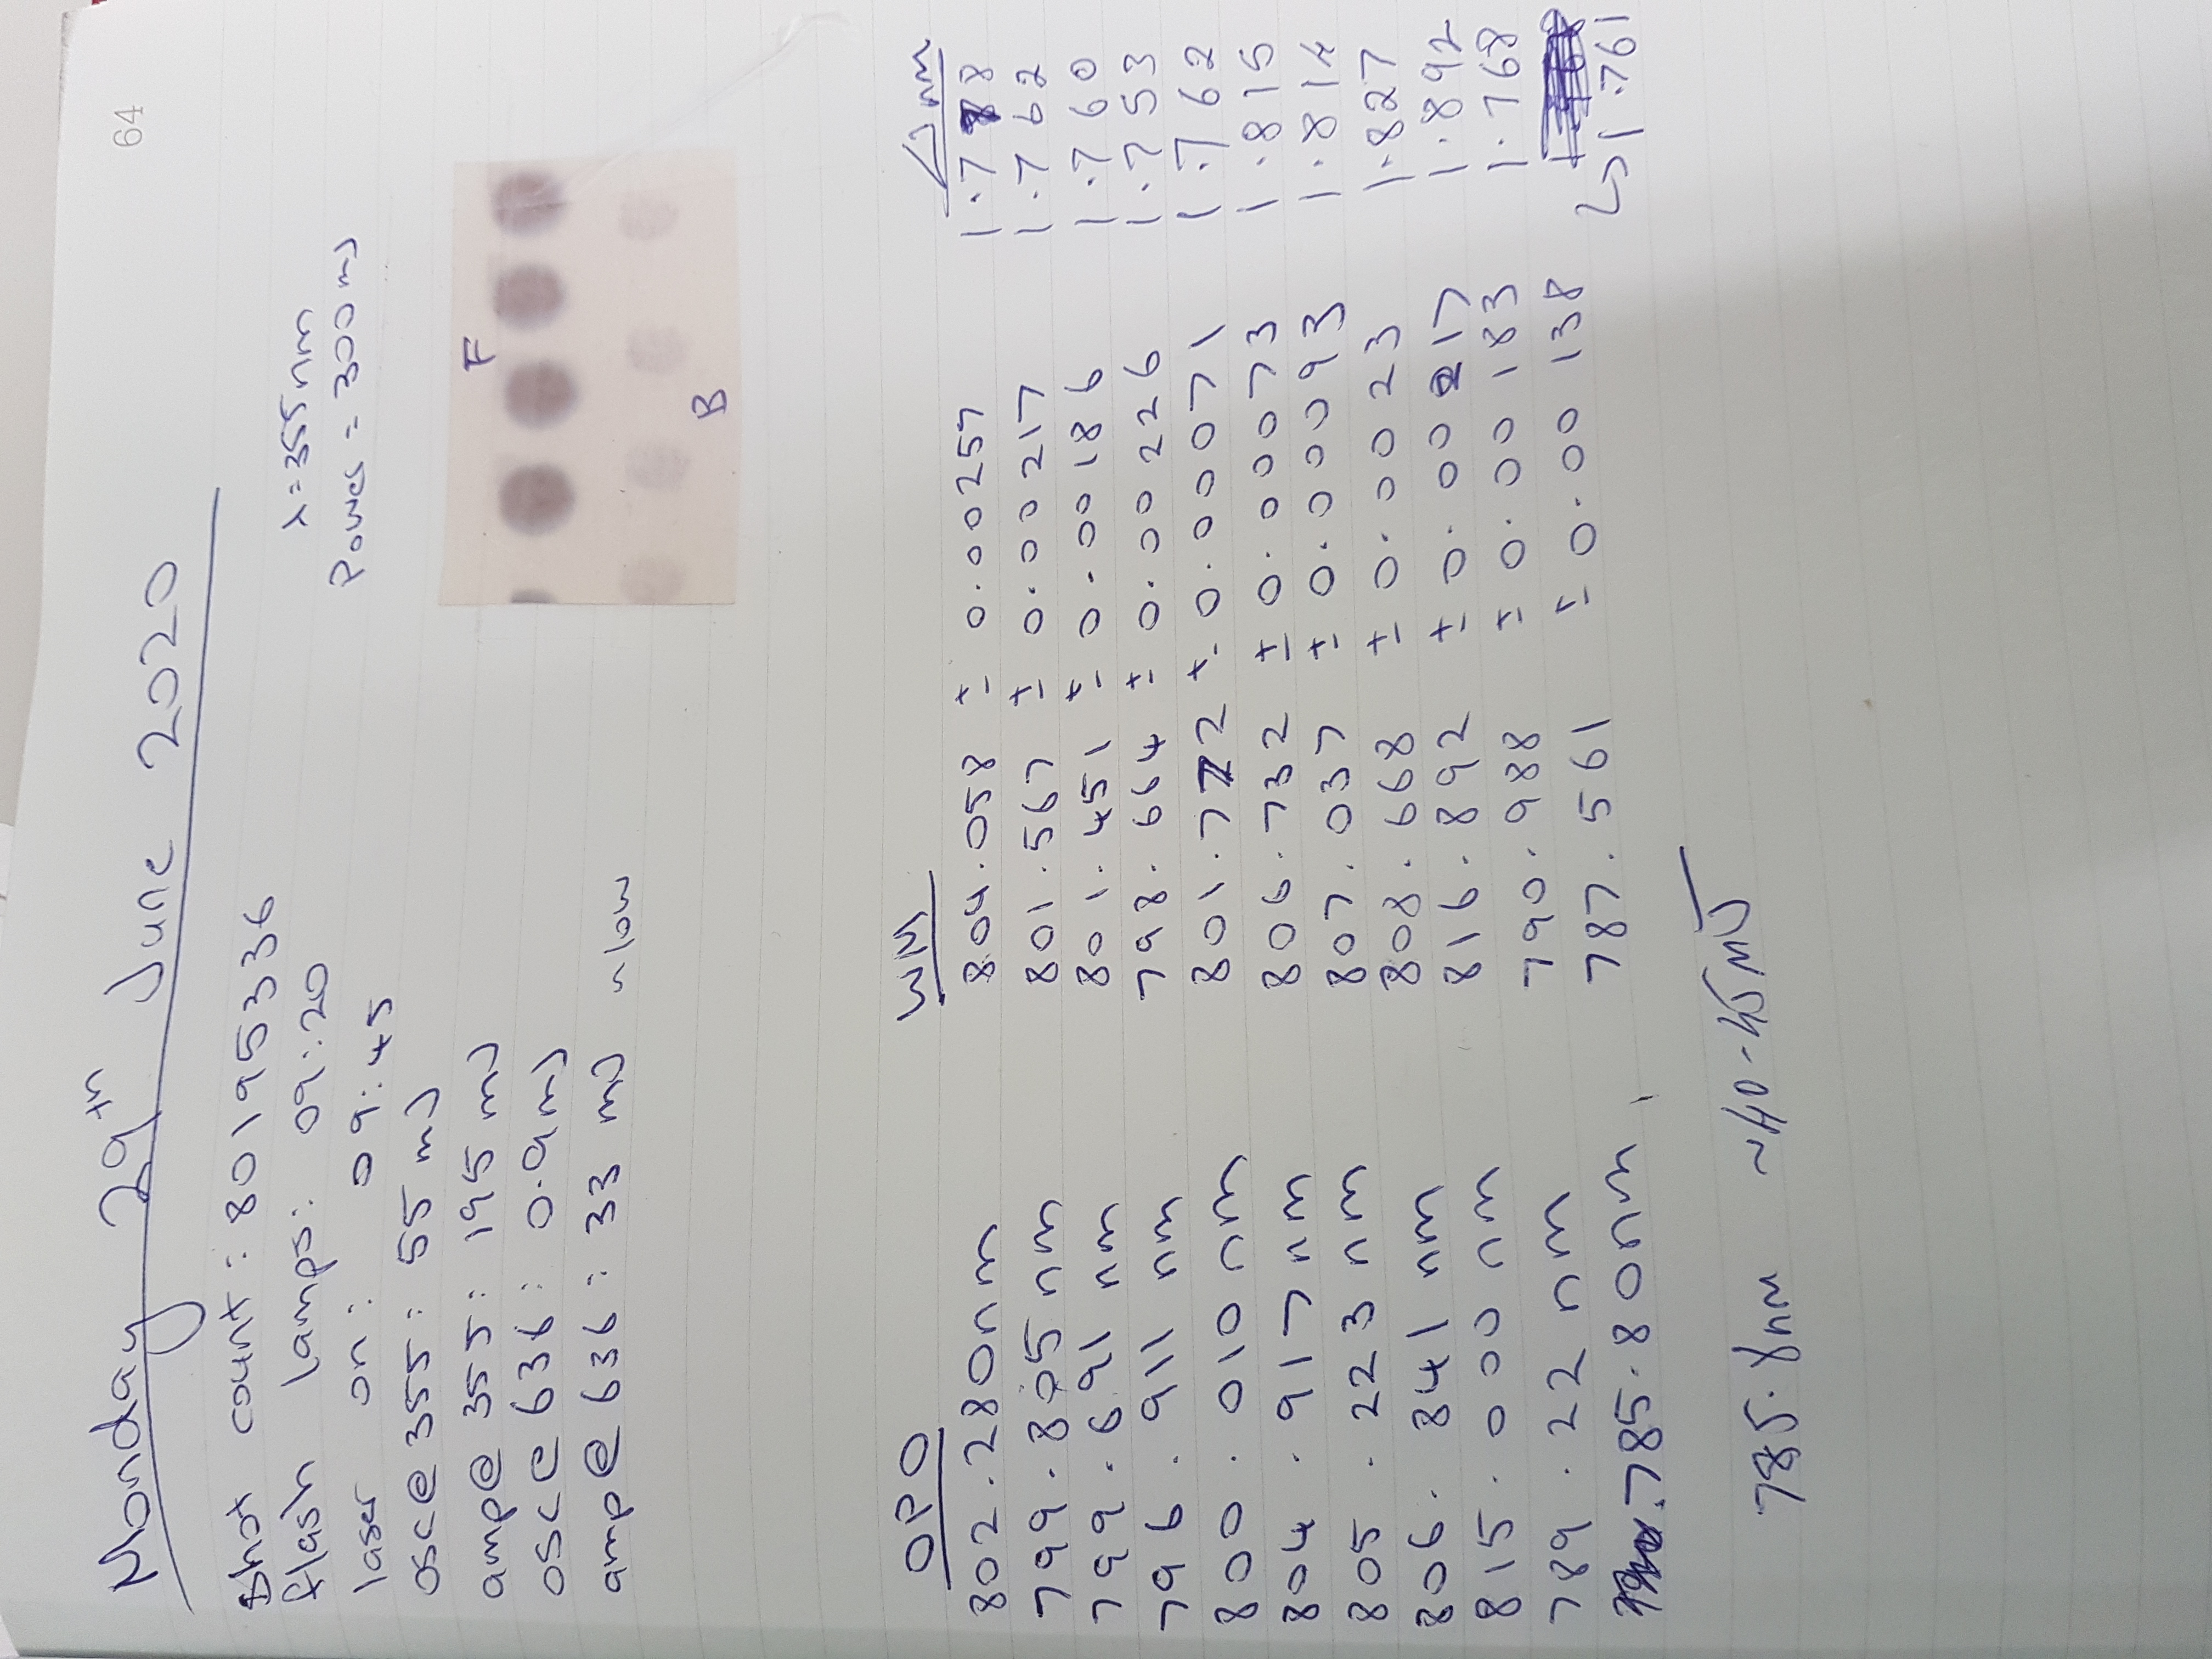 Monday 29th June 2020
64
Shot count: 80195336
flash lamps: 09:20
laser on: 09:45
osc@ 355: 55 mJ
amp@ 355: 195 mJ
osc@ 636: 0.9mJ
amp@ 636: 33 mJ
λ=355nm
Power = 300mJ
F
B
OPO WM Δnm
802.280nm 804.058 ± 0.00257 1.778
799.805nm 801.567 ± 0.00217 1.762
799.691 nm 801.451 ± 0.00186 1.760
796.911 nm 798.664 ± 0.00226 1.753
800.010nm 801.772 ± 0.00071 1.762
804.917nm 806.732 ± 0.00073 1.815
805.223 nm 807.037 ± 0.00093 1.814
806.841 nm 808.668 ± 0.0023 1.827
815.000 nm 816.892 ± 0.00217 1.892
789.22 nm 790.988 ± 0.00183 1.768
785.80nm 787.561 ± 0.00138 ↳1.761
785.8nm ~40-45mJ